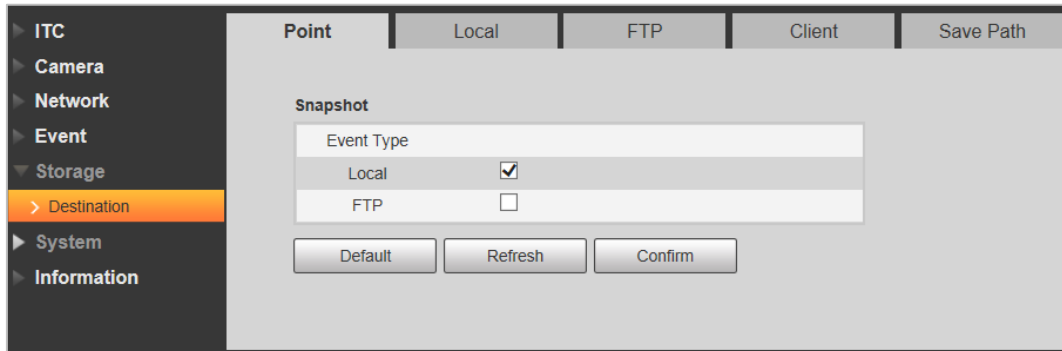 ITC
Camera
Network
Event
Storage
Destination
System
Information
Point Local FTP Client Save Path
Snapshot
Event Type
Local
FTP
Default Refresh Confirm